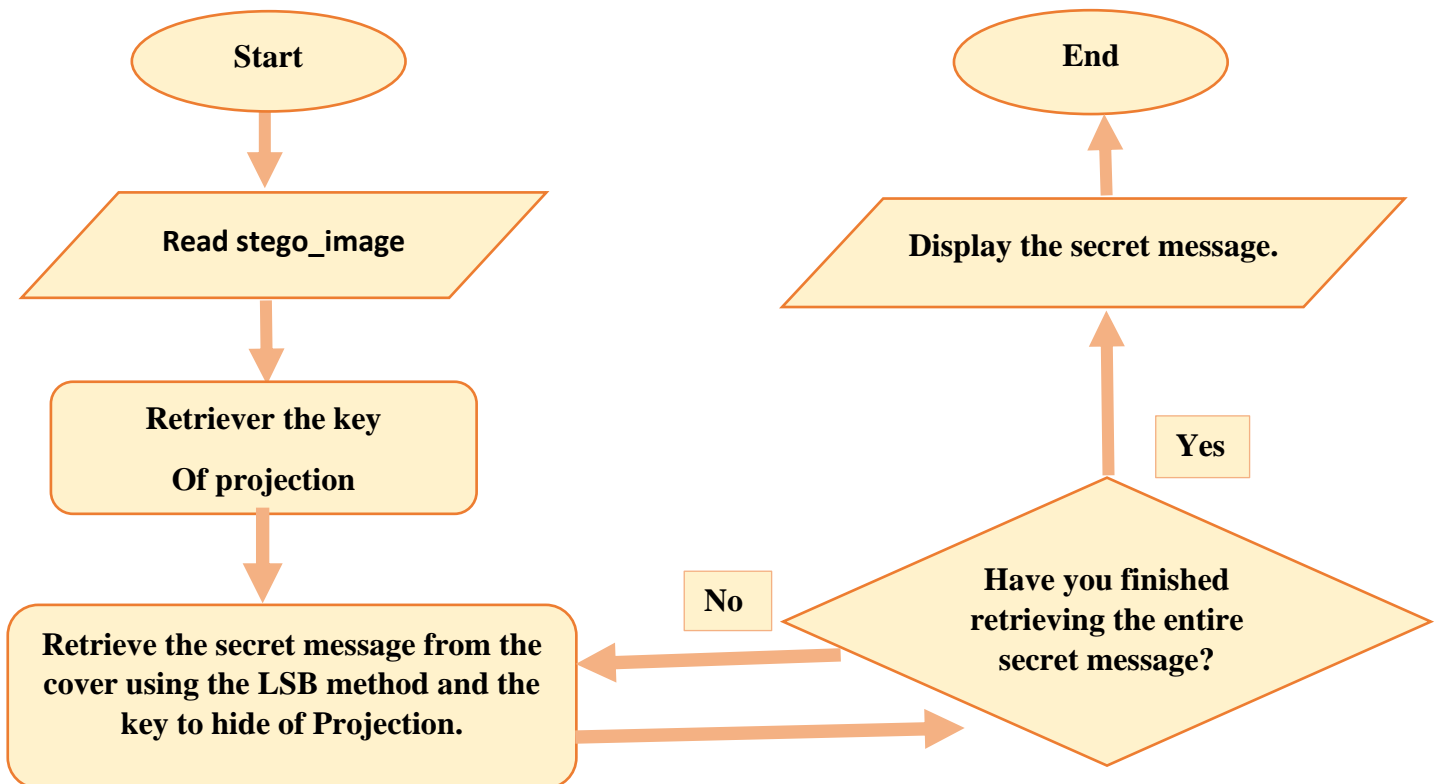 Start
Read stego_image
Retriever the key
Of projection
Retrieve the secret message from the
cover using the LSB method and the
key to hide of Projection.
No
Have you finished
retrieving the entire
secret message?
Yes
Display the secret message.
End